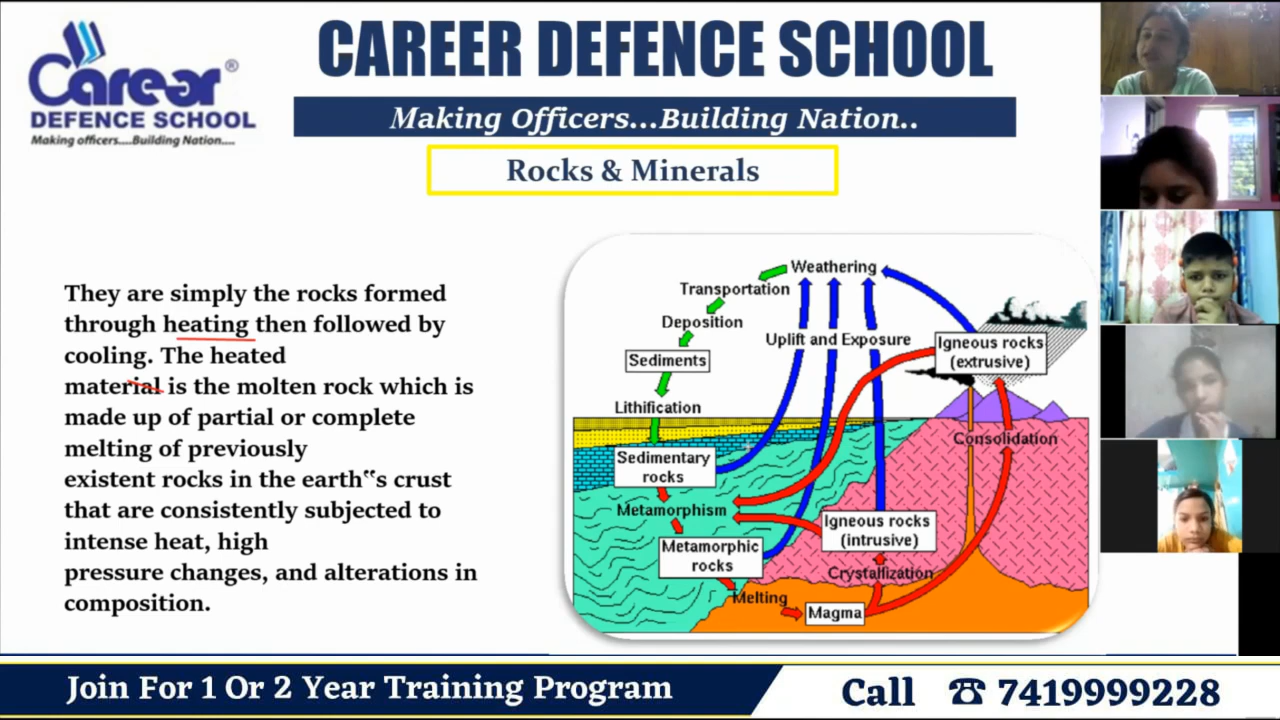 Career®
DEFENCE SCHOOL
Making officers....Building Nation....
CAREER DEFENCE SCHOOL
Making Officers...Building Nation..
Rocks & Minerals
They are simply the rocks formed
through heating then followed by
cooling. The heated
material is the molten rock which is
made up of partial or complete
melting of previously
existent rocks in the earth‟s crust
that are consistently subjected to
intense heat, high
pressure changes, and alterations in
composition.
Weathering
Transportation
Deposition
Sediments
Lithification
Sedimentary
rocks
Metamorphism
Metamorphic
rocks
Melting
Magma
Uplift and Exposure
Igneous rocks
(extrusive)
Consolidation
Igneous rocks
(intrusive)
Crystallization
Join For 1 Or 2 Year Training Program
Call ☎ 7419999228